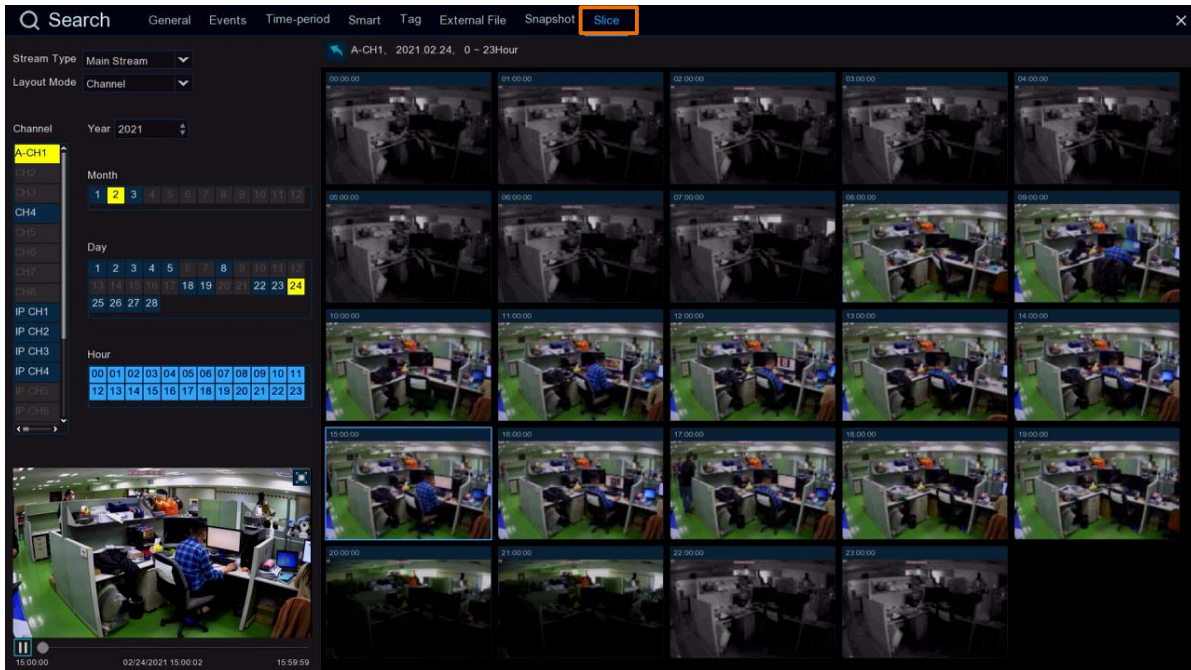 Search General Events Time-period Smart Tag External File Snapshot Slice
Stream Type Main Stream
Layout Mode Channel
A-CH1, 2021.02.24, 0 ~ 23Hour
Channel Year 2021
A-CH1
CH2
CH3
CH4
CH5
CH6
CH7
CH8
IP CH1
IP CH2
IP CH3
IP CH4
IP CH5
IP CH6
Month
1 2 3 4 5 6 7 8 9 10 11 12
Day
1 2 3 4 5 6 7 8 9 10 11 12
13 14 15 16 17 18 19 20 21 22 23 24
25 26 27 28
Hour
00 01 02 03 04 05 06 07 08 09 10 11
12 13 14 15 16 17 18 19 20 21 22 23
15:00:00 02/24/2021 15:00:02 15:59:59
00:00:00 01:00:00 02:00:00 03:00:00 04:00:00
05:00:00 06:00:00 07:00:00 08:00:00 09:00:00
10:00:00 11:00:00 12:00:00 13:00:00 14:00:00
15:00:00 16:00:00 17:00:00 18:00:00 19:00:00
20:00:00 21:00:00 22:00:00 23:00:00